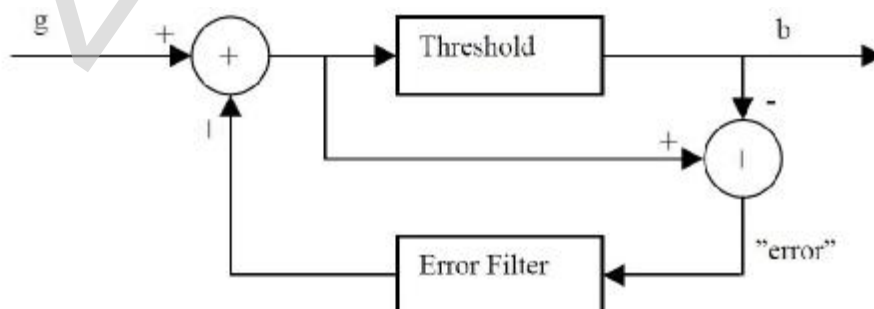 g
+
+
Threshold
b
-
+
"error"
Error Filter